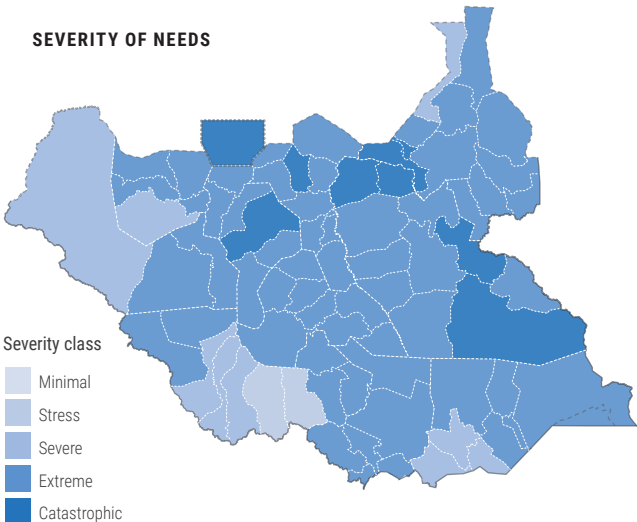 SEVERITY OF NEEDS
Severity class
Minimal
Stress
Severe
Extreme
Catastrophic